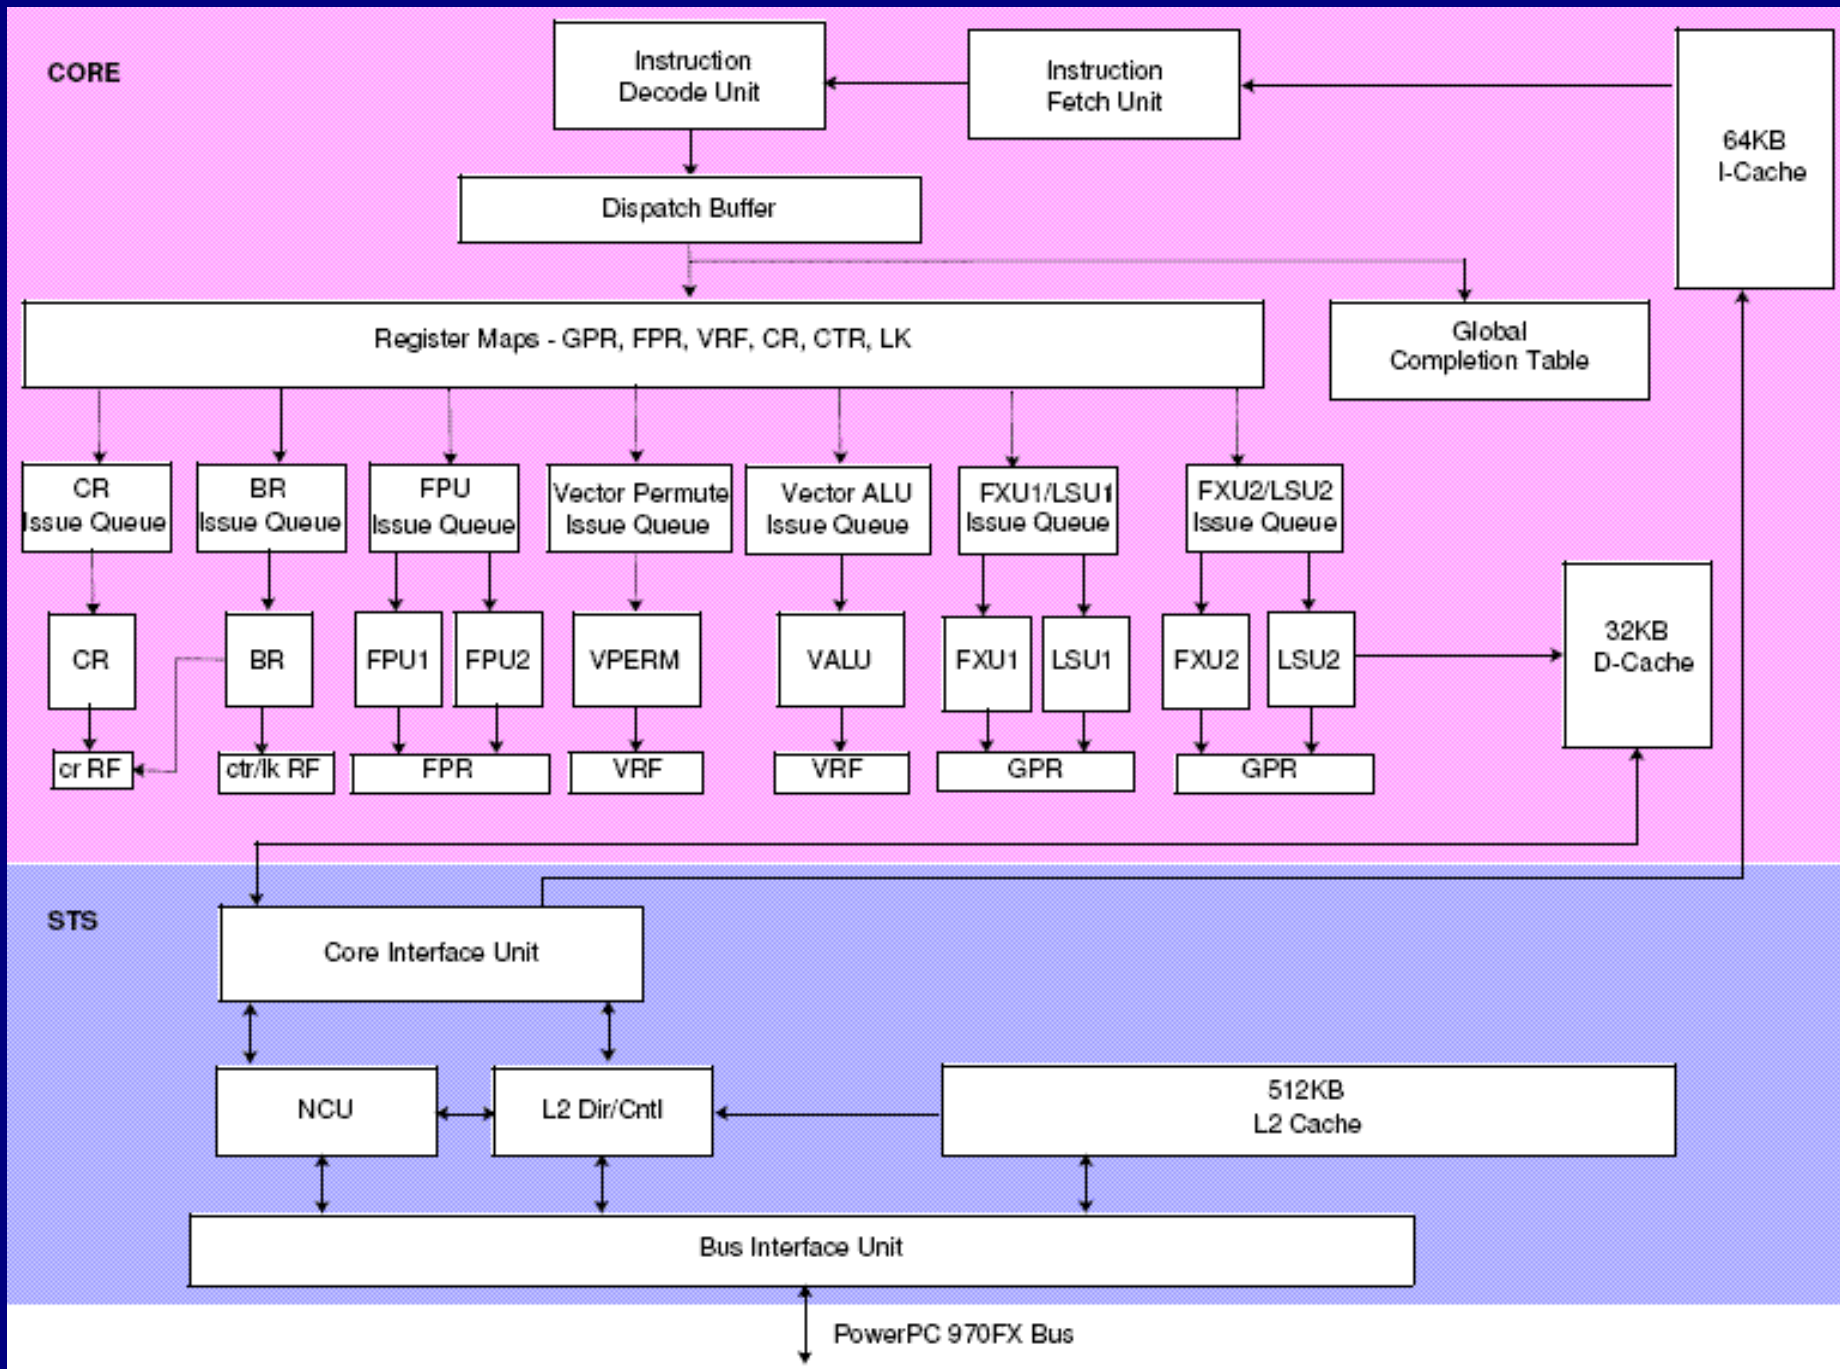 CORE
Instruction
Decode Unit
Instruction
Fetch Unit
64KB
I-Cache
Dispatch Buffer
Register Maps - GPR, FPR, VRF, CR, CTR, LK
Global
Completion Table
CR
Issue Queue
BR
Issue Queue
FPU
Issue Queue
Vector Permute
Issue Queue
Vector ALU
Issue Queue
FXU1/LSU1
Issue Queue
FXU2/LSU2
Issue Queue
32KB
D-Cache
CR
BR
FPU1
FPU2
VPERM
VALU
FXU1
LSU1
FXU2
LSU2
cr RF
ctr/lk RF
FPR
VRF
VRF
GPR
GPR
STS
Core Interface Unit
NCU
L2 Dir/Cntl
512KB
L2 Cache
Bus Interface Unit
PowerPC 970FX Bus